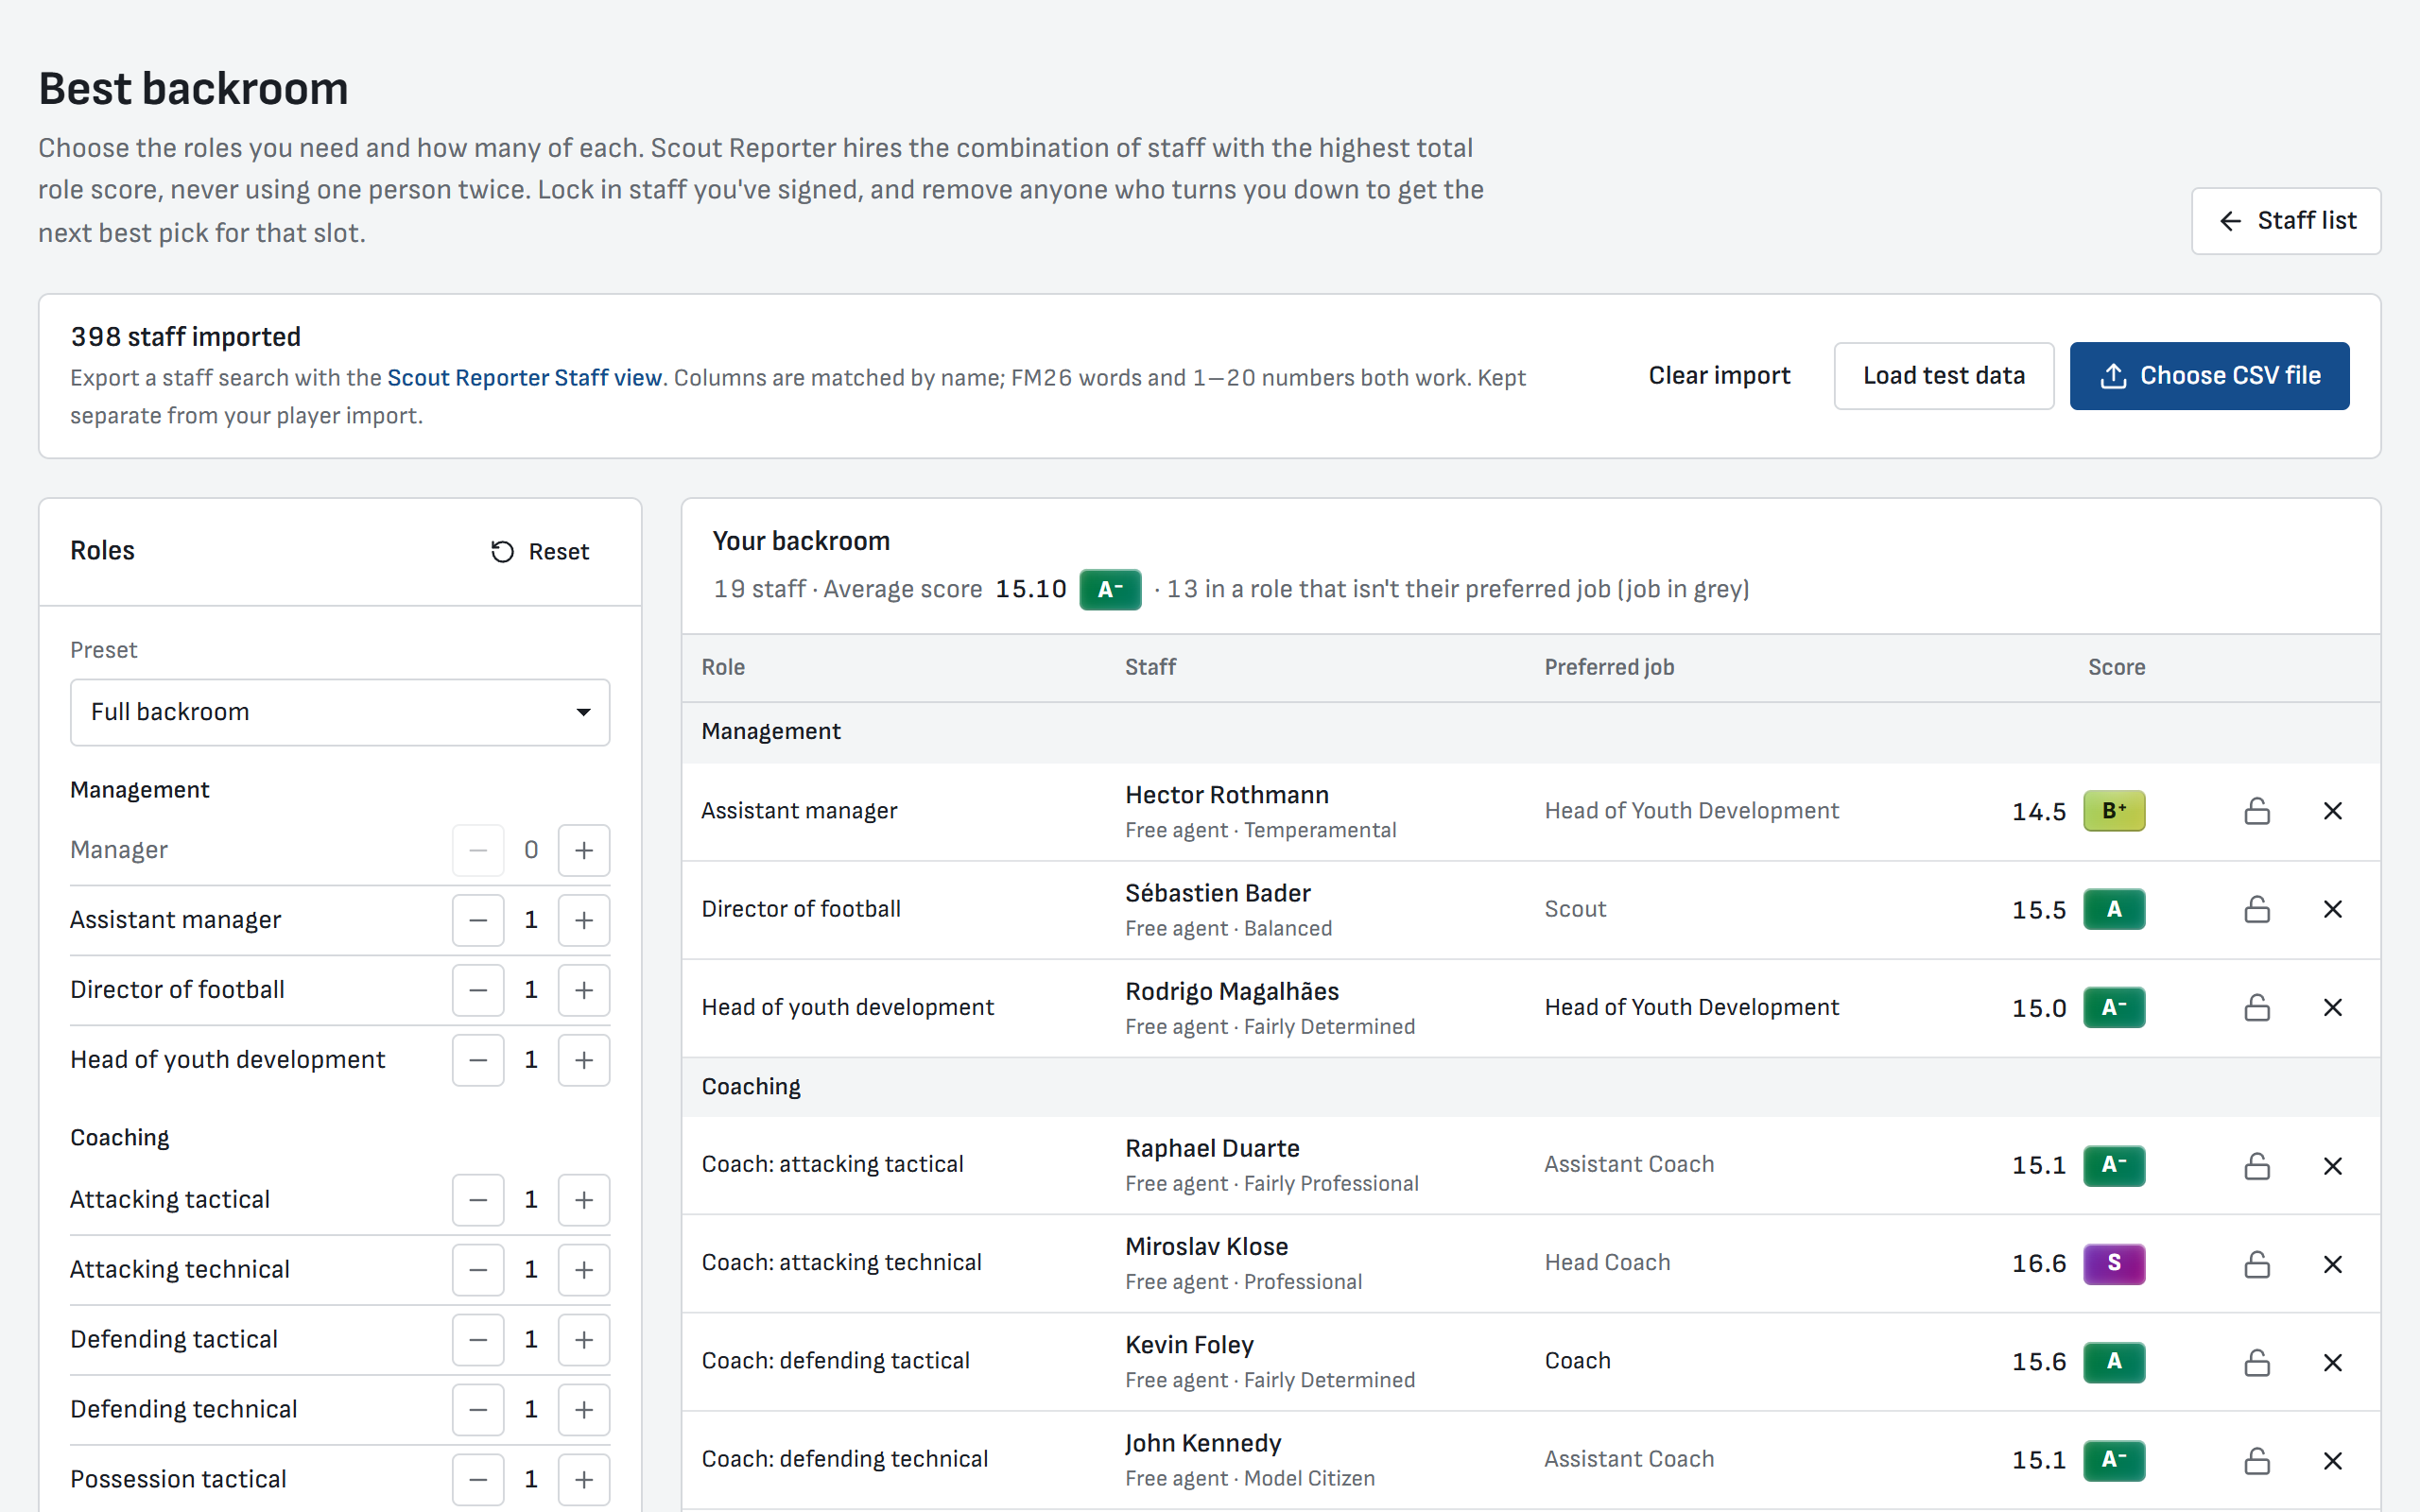 Best backroom
Choose the roles you need and how many of each. Scout Reporter hires the combination of staff with the highest total
role score, never using one person twice. Lock in staff you've signed, and remove anyone who turns you down to get the
next best pick for that slot.
Staff list
398 staff imported
Export a staff search with the Scout Reporter Staff view. Columns are matched by name; FM26 words and 1–20 numbers both work. Kept
separate from your player import.
Clear import
Load test data
Choose CSV file
Roles
Reset
Preset
Full backroom
Management
Manager 0
Assistant manager 1
Director of football 1
Head of youth development 1
Coaching
Attacking tactical 1
Attacking technical 1
Defending tactical 1
Defending technical 1
Possession tactical 1
Your backroom
19 staff · Average score 15.10 A⁻ · 13 in a role that isn't their preferred job (job in grey)
Role Staff Preferred job Score
Management
Assistant manager Hector Rothmann Head of Youth Development 14.5 B⁺
Free agent · Temperamental
Director of football Sébastien Bader Scout 15.5 A
Free agent · Balanced
Head of youth development Rodrigo Magalhães Head of Youth Development 15.0 A⁻
Free agent · Fairly Determined
Coaching
Coach: attacking tactical Raphael Duarte Assistant Coach 15.1 A⁻
Free agent · Fairly Professional
Coach: attacking technical Miroslav Klose Head Coach 16.6 S
Free agent · Professional
Coach: defending tactical Kevin Foley Coach 15.6 A
Free agent · Fairly Determined
Coach: defending technical John Kennedy Assistant Coach 15.1 A⁻
Free agent · Model Citizen